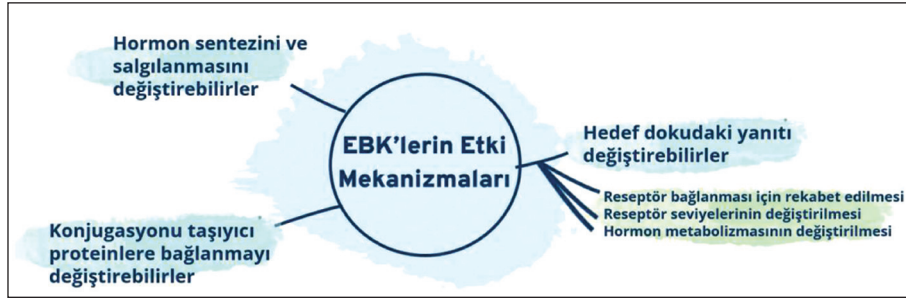 Hormon sentezini ve
salgılanmasını
değiştirebilirler
EBK'lerin Etki
Mekanizmaları
Hedef dokudaki yanıtı
değiştirebilirler
Reseptör bağlanması için rekabet edilmesi
Reseptör seviyelerinin değiştirilmesi
Hormon metabolizmasının değiştirilmesi
Konjugasyonu taşıyıcı
proteinlere bağlanmayı
değiştirebilirler